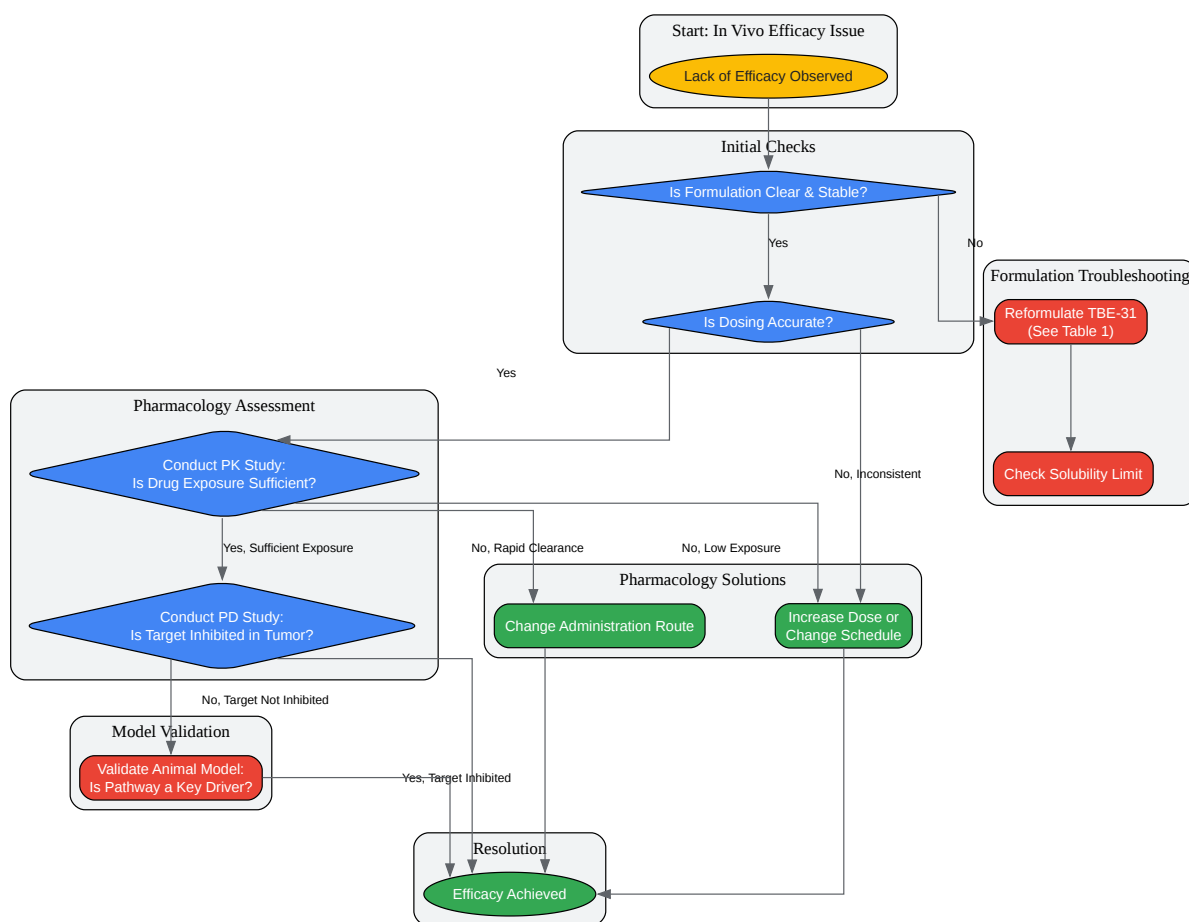 Start: In Vivo Efficacy Issue
Lack of Efficacy Observed
Initial Checks
Is Formulation Clear & Stable?
Yes
No
Formulation Troubleshooting
Reformulate TBE-31
(See Table 1)
Is Dosing Accurate?
Yes
Pharmacology Assessment
Conduct PK Study:
Is Drug Exposure Sufficient?
No, Inconsistent
Check Solubility Limit
Yes, Sufficient Exposure
No, Rapid Clearance
No, Low Exposure
Pharmacology Solutions
Conduct PD Study:
Is Target Inhibited in Tumor?
Change Administration Route
Increase Dose or
Change Schedule
No, Target Not Inhibited
Model Validation
Validate Animal Model:
Is Pathway a Key Driver?
Yes, Target Inhibited
Resolution
Efficacy Achieved